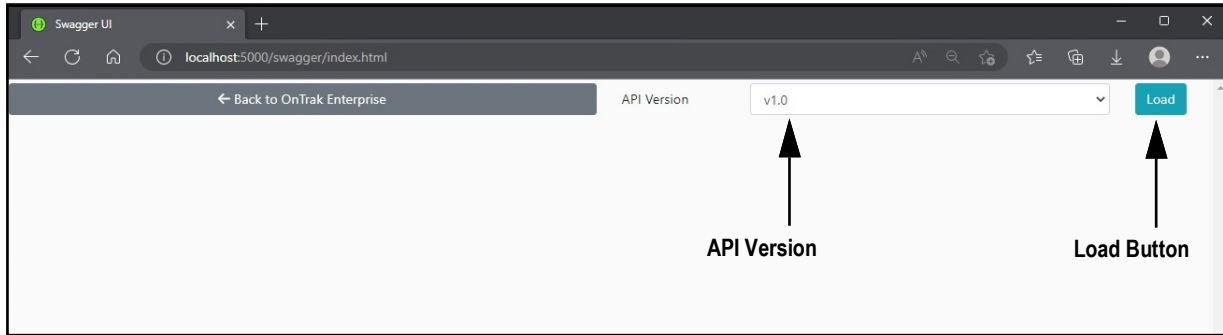 Swagger UI
localhost:5000/swagger/index.html
← Back to OnTrak Enterprise API Version v1.0 Load
API Version Load Button